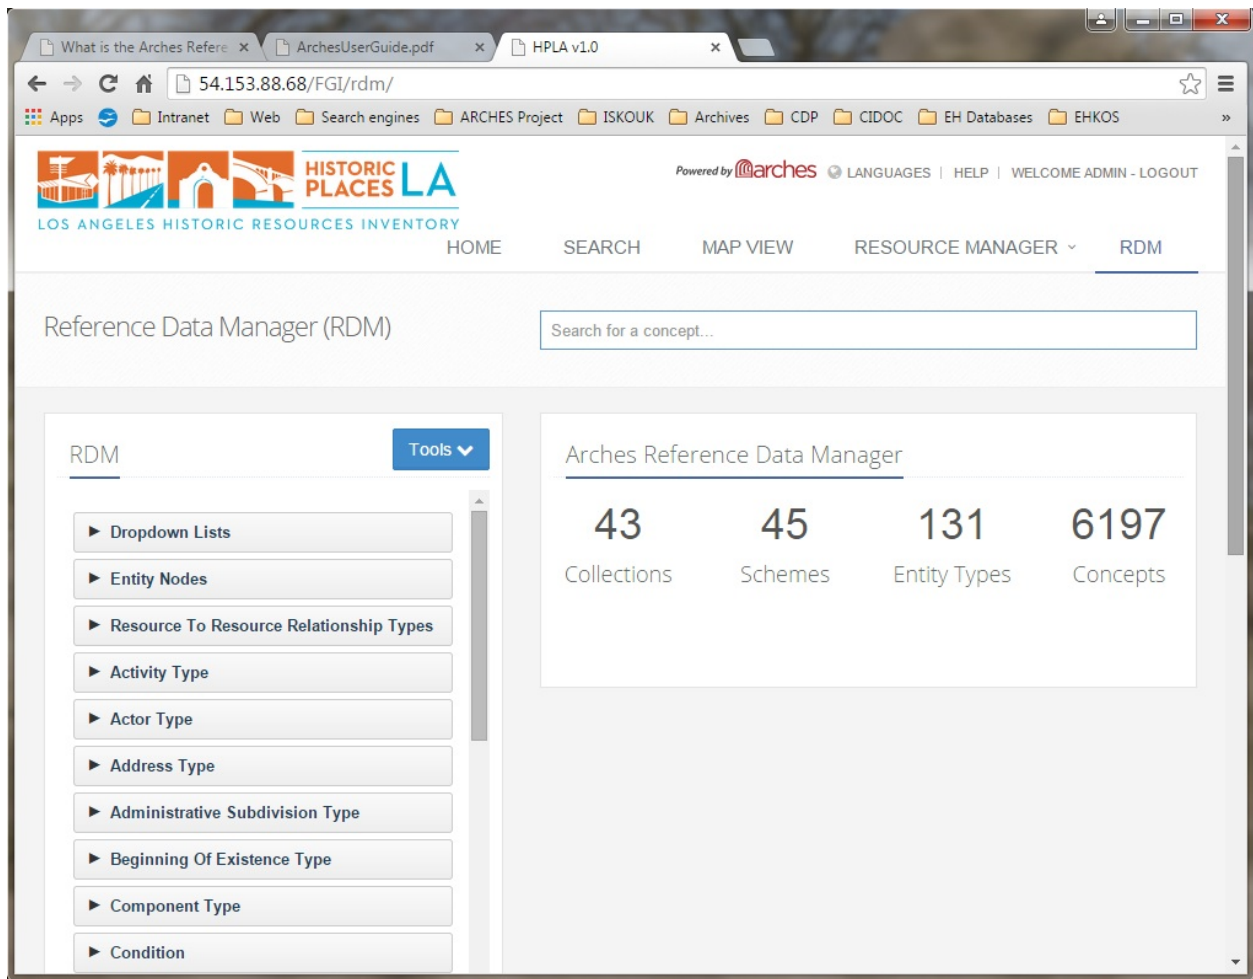 What is the Arches Refere
ArchesUserGuide.pdf
HPLA v1.0
54.153.88.68/FGI/rdm/
Apps Intranet Web Search engines ARCHES Project ISKOUK Archives CDP CIDOC EH Databases EHKOS »
HISTORIC PLACES LA
LOS ANGELES HISTORIC RESOURCES INVENTORY
Powered by arches LANGUAGES | HELP | WELCOME ADMIN - LOGOUT
HOME SEARCH MAP VIEW RESOURCE MANAGER RDM
Reference Data Manager (RDM)
Search for a concept...
RDM
Tools
Dropdown Lists
Entity Nodes
Resource To Resource Relationship Types
Activity Type
Actor Type
Address Type
Administrative Subdivision Type
Beginning Of Existence Type
Component Type
Condition
Arches Reference Data Manager
43 45 131 6197
Collections Schemes Entity Types Concepts